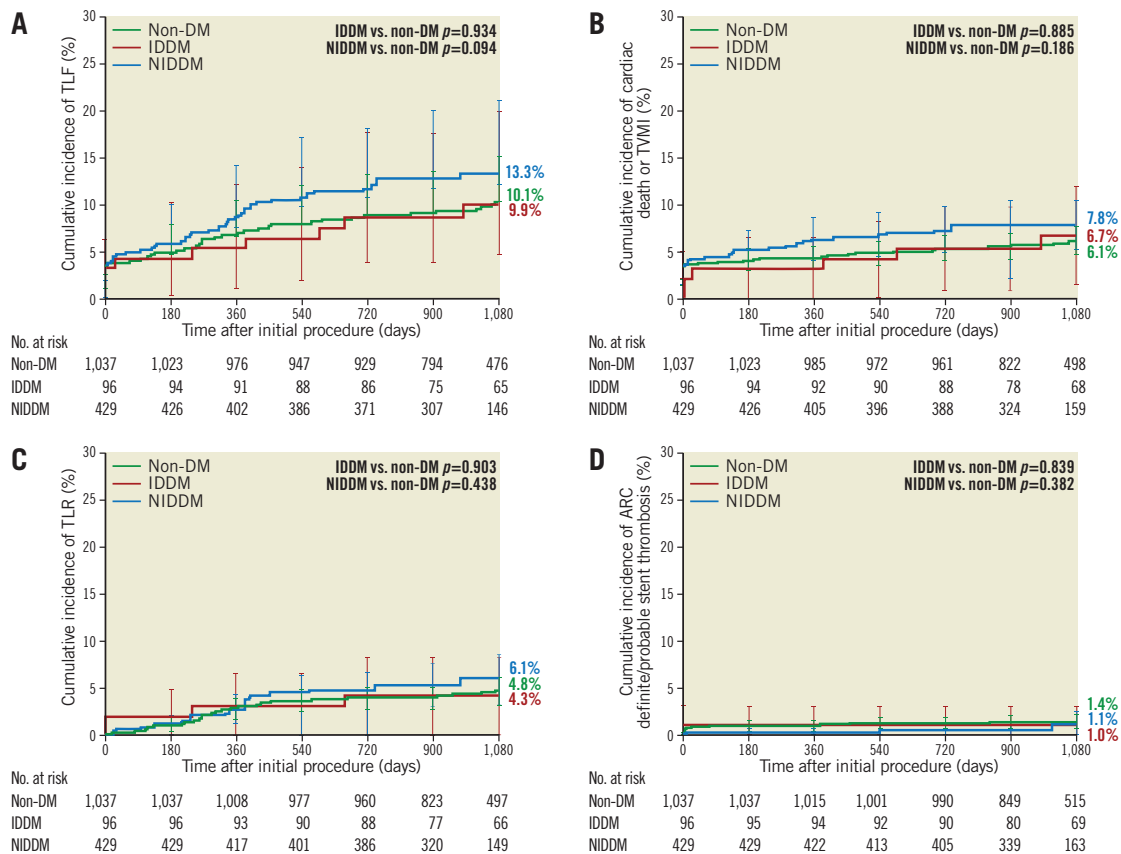 A
Cumulative incidence of TLF (%)
Non-DM
IDDM
NIDDM
IDDM vs. non-DM p=0.934
NIDDM vs. non-DM p=0.094
30
25
20
15
10
5
0
13.3%
10.1%
9.9%
0 180 360 540 720 900 1,080
Time after initial procedure (days)
No. at risk
Non-DM 1,037 1,023 976 947 929 794 476
IDDM 96 94 91 88 86 75 65
NIDDM 429 426 402 386 371 307 146
B
Cumulative incidence of cardiac
death or TVMI (%)
Non-DM
IDDM
NIDDM
IDDM vs. non-DM p=0.885
NIDDM vs. non-DM p=0.186
30
25
20
15
10
5
0
7.8%
6.7%
6.1%
0 180 360 540 720 900 1,080
Time after initial procedure (days)
No. at risk
Non-DM 1,037 1,023 985 972 961 822 498
IDDM 96 94 92 90 88 78 68
NIDDM 429 426 405 396 388 324 159
C
Cumulative incidence of TLR (%)
Non-DM
IDDM
NIDDM
IDDM vs. non-DM p=0.903
NIDDM vs. non-DM p=0.438
30
25
20
15
10
5
0
6.1%
4.8%
4.3%
0 180 360 540 720 900 1,080
Time after initial procedure (days)
No. at risk
Non-DM 1,037 1,037 1,008 977 960 823 497
IDDM 96 96 93 90 88 77 66
NIDDM 429 429 417 401 386 320 149
D
Cumulative incidence of ARC
definite/probable stent thrombosis (%)
Non-DM
IDDM
NIDDM
IDDM vs. non-DM p=0.839
NIDDM vs. non-DM p=0.382
30
25
20
15
10
5
0
1.4%
1.1%
1.0%
0 180 360 540 720 900 1,080
Time after initial procedure (days)
No. at risk
Non-DM 1,037 1,037 1,015 1,001 990 849 515
IDDM 96 95 94 92 90 80 69
NIDDM 429 429 422 413 405 339 163